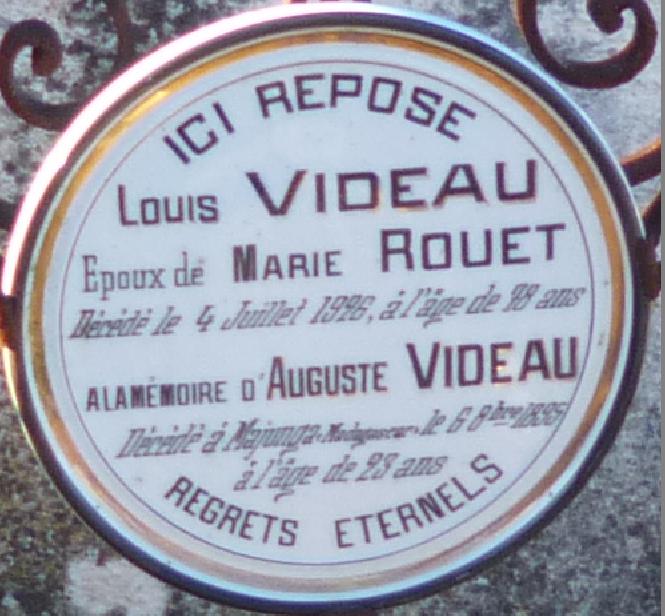 ICI REPOSE
LOUIS VIDEAU
Epoux de MARIE ROUET
Décédé le 4 Juillet 1926, à l'âge de 78 ans
A LA MÉMOIRE D'AUGUSTE VIDEAU
Décédé à Majunga (Madagascar) le 6 8bre 1895
à l'âge de 23 ans
REGRETS ETERNELS